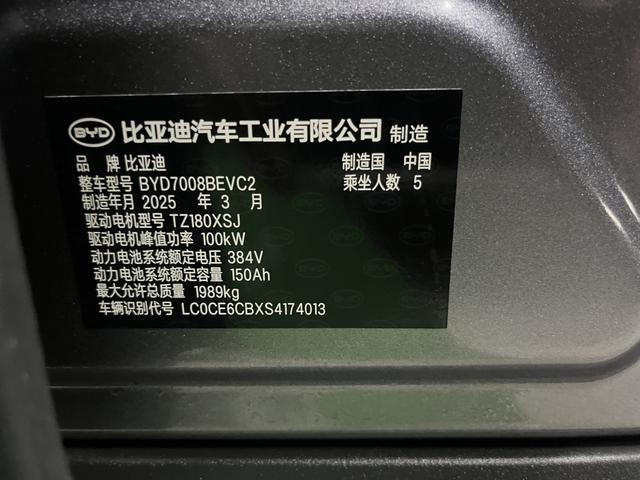 BYD 比亚迪汽车工业有限公司 制造
品 牌 比亚迪 制造国 中国
整车型号 BYD7008BEVC2 乘坐人数 5
制造年月 2025 年 3 月
驱动电机型号 TZ180XSJ
驱动电机峰值功率 100kW
动力电池系统额定电压 384V
动力电池系统额定容量 150Ah
最大允许总质量 1989kg
车辆识别代号 LC0CE6CBXS4174013